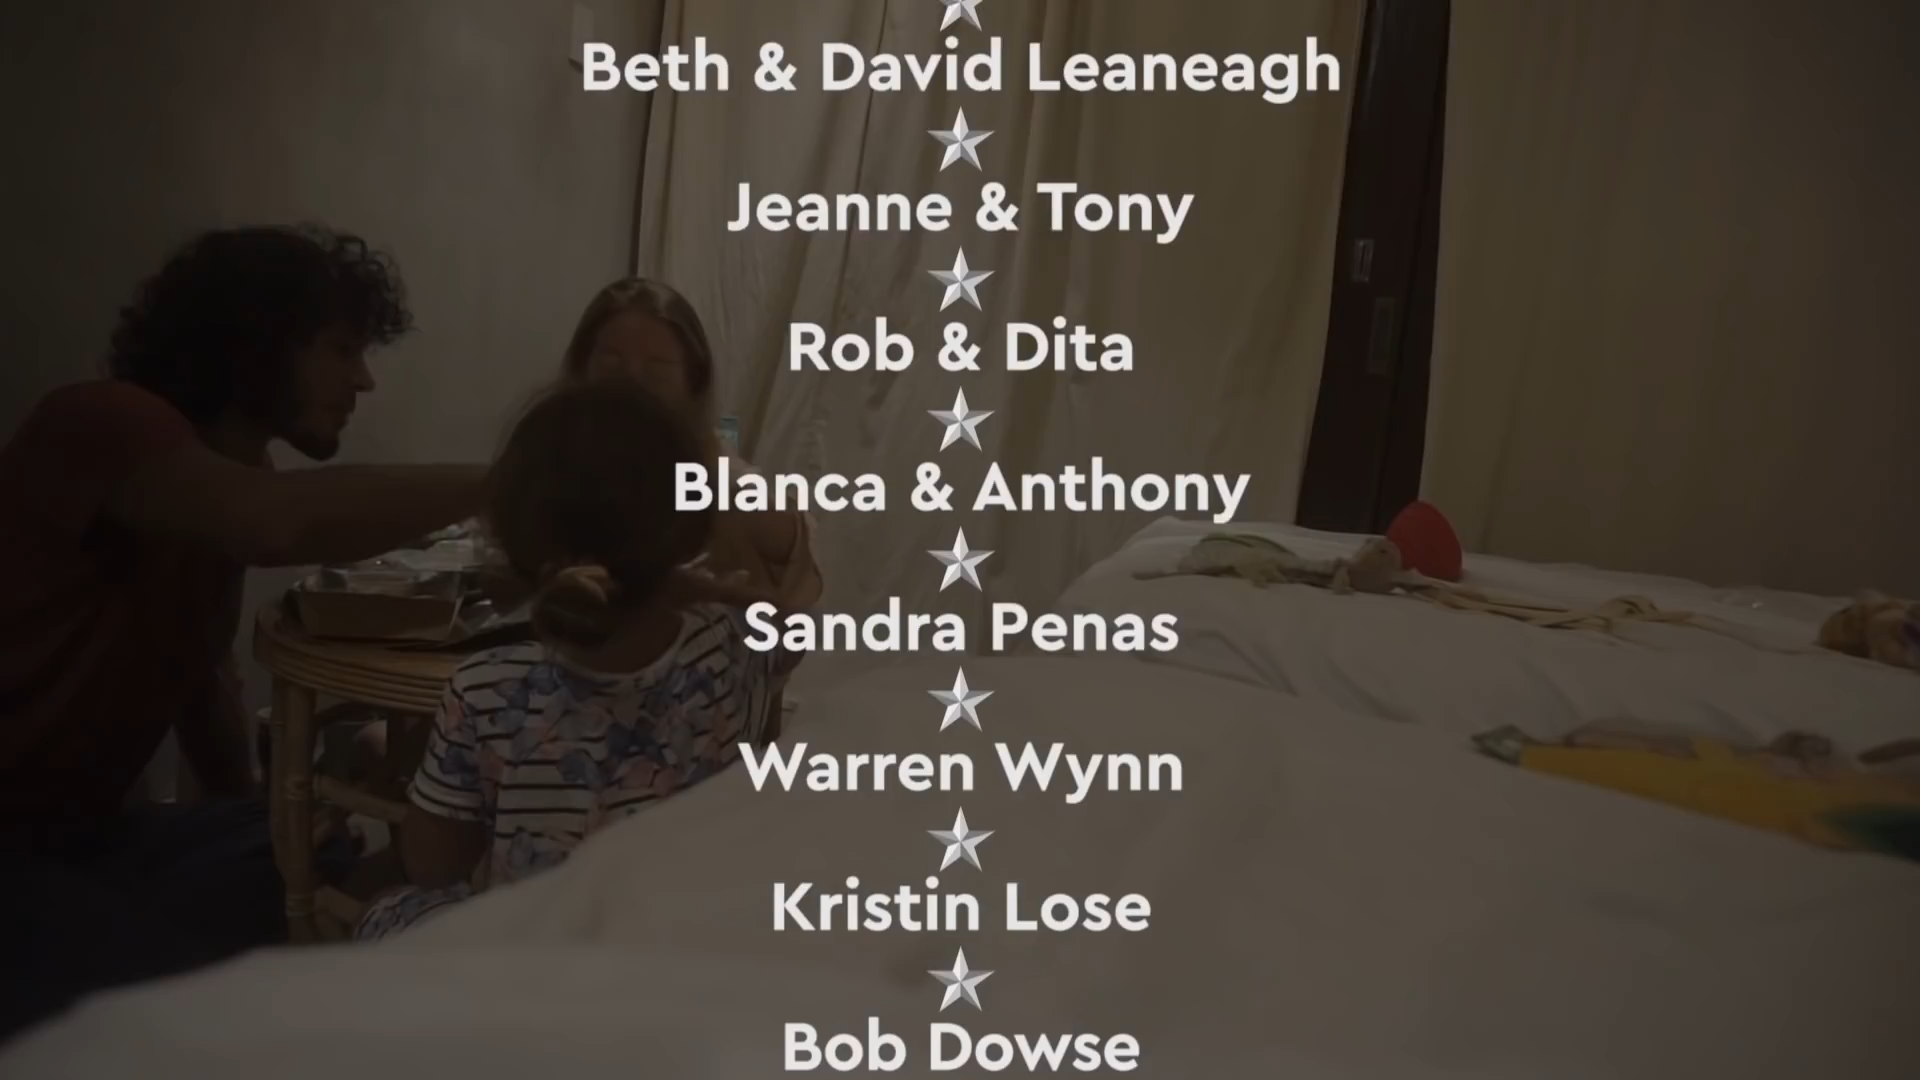 Beth & David Leaneagh
Jeanne & Tony
Rob & Dita
Blanca & Anthony
Sandra Penas
Warren Wynn
Kristin Lose
Bob Dowse